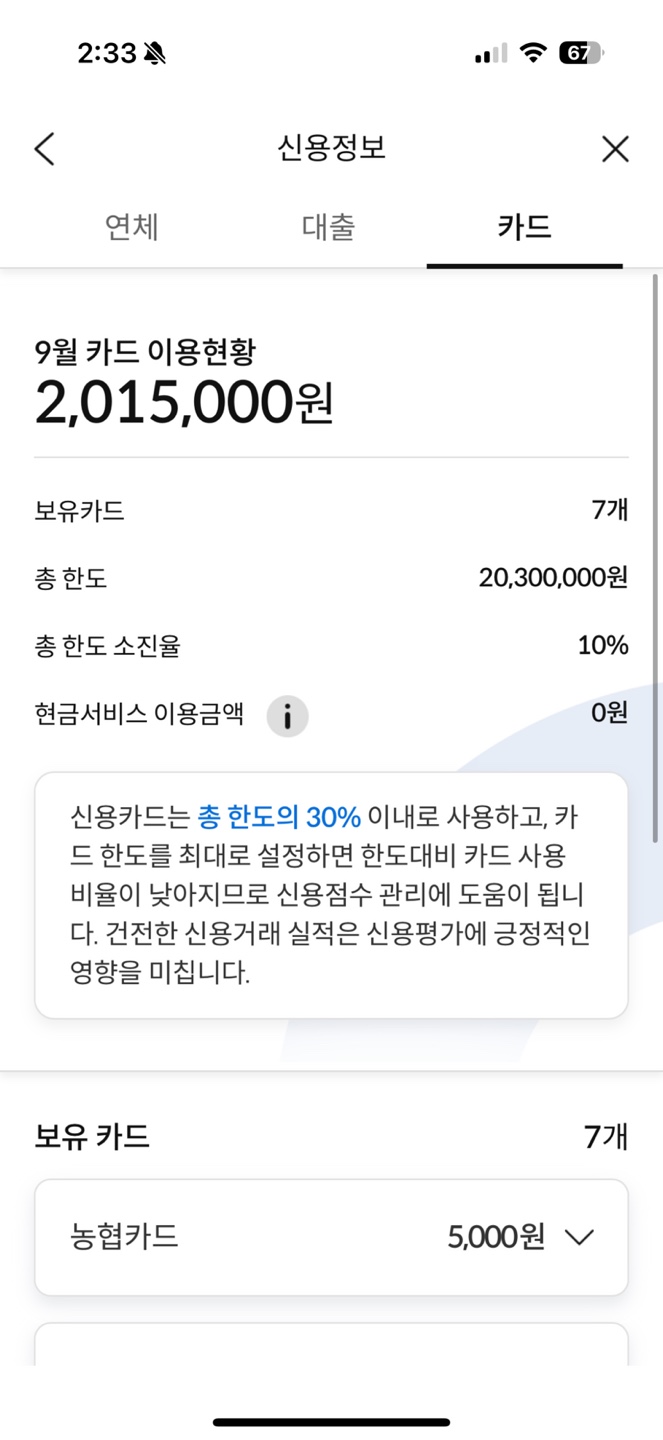 2:33
67
신용정보
연체 대출 카드
9월 카드 이용현황
2,015,000원
보유카드 7개
총 한도 20,300,000원
총 한도 소진율 10%
현금서비스 이용금액 i 0원
신용카드는 총 한도의 30% 이내로 사용하고, 카
드 한도를 최대로 설정하면 한도대비 카드 사용
비율이 낮아지므로 신용점수 관리에 도움이 됩니
다. 건전한 신용거래 실적은 신용평가에 긍정적인
영향을 미칩니다.
보유 카드 7개
농협카드 5,000원